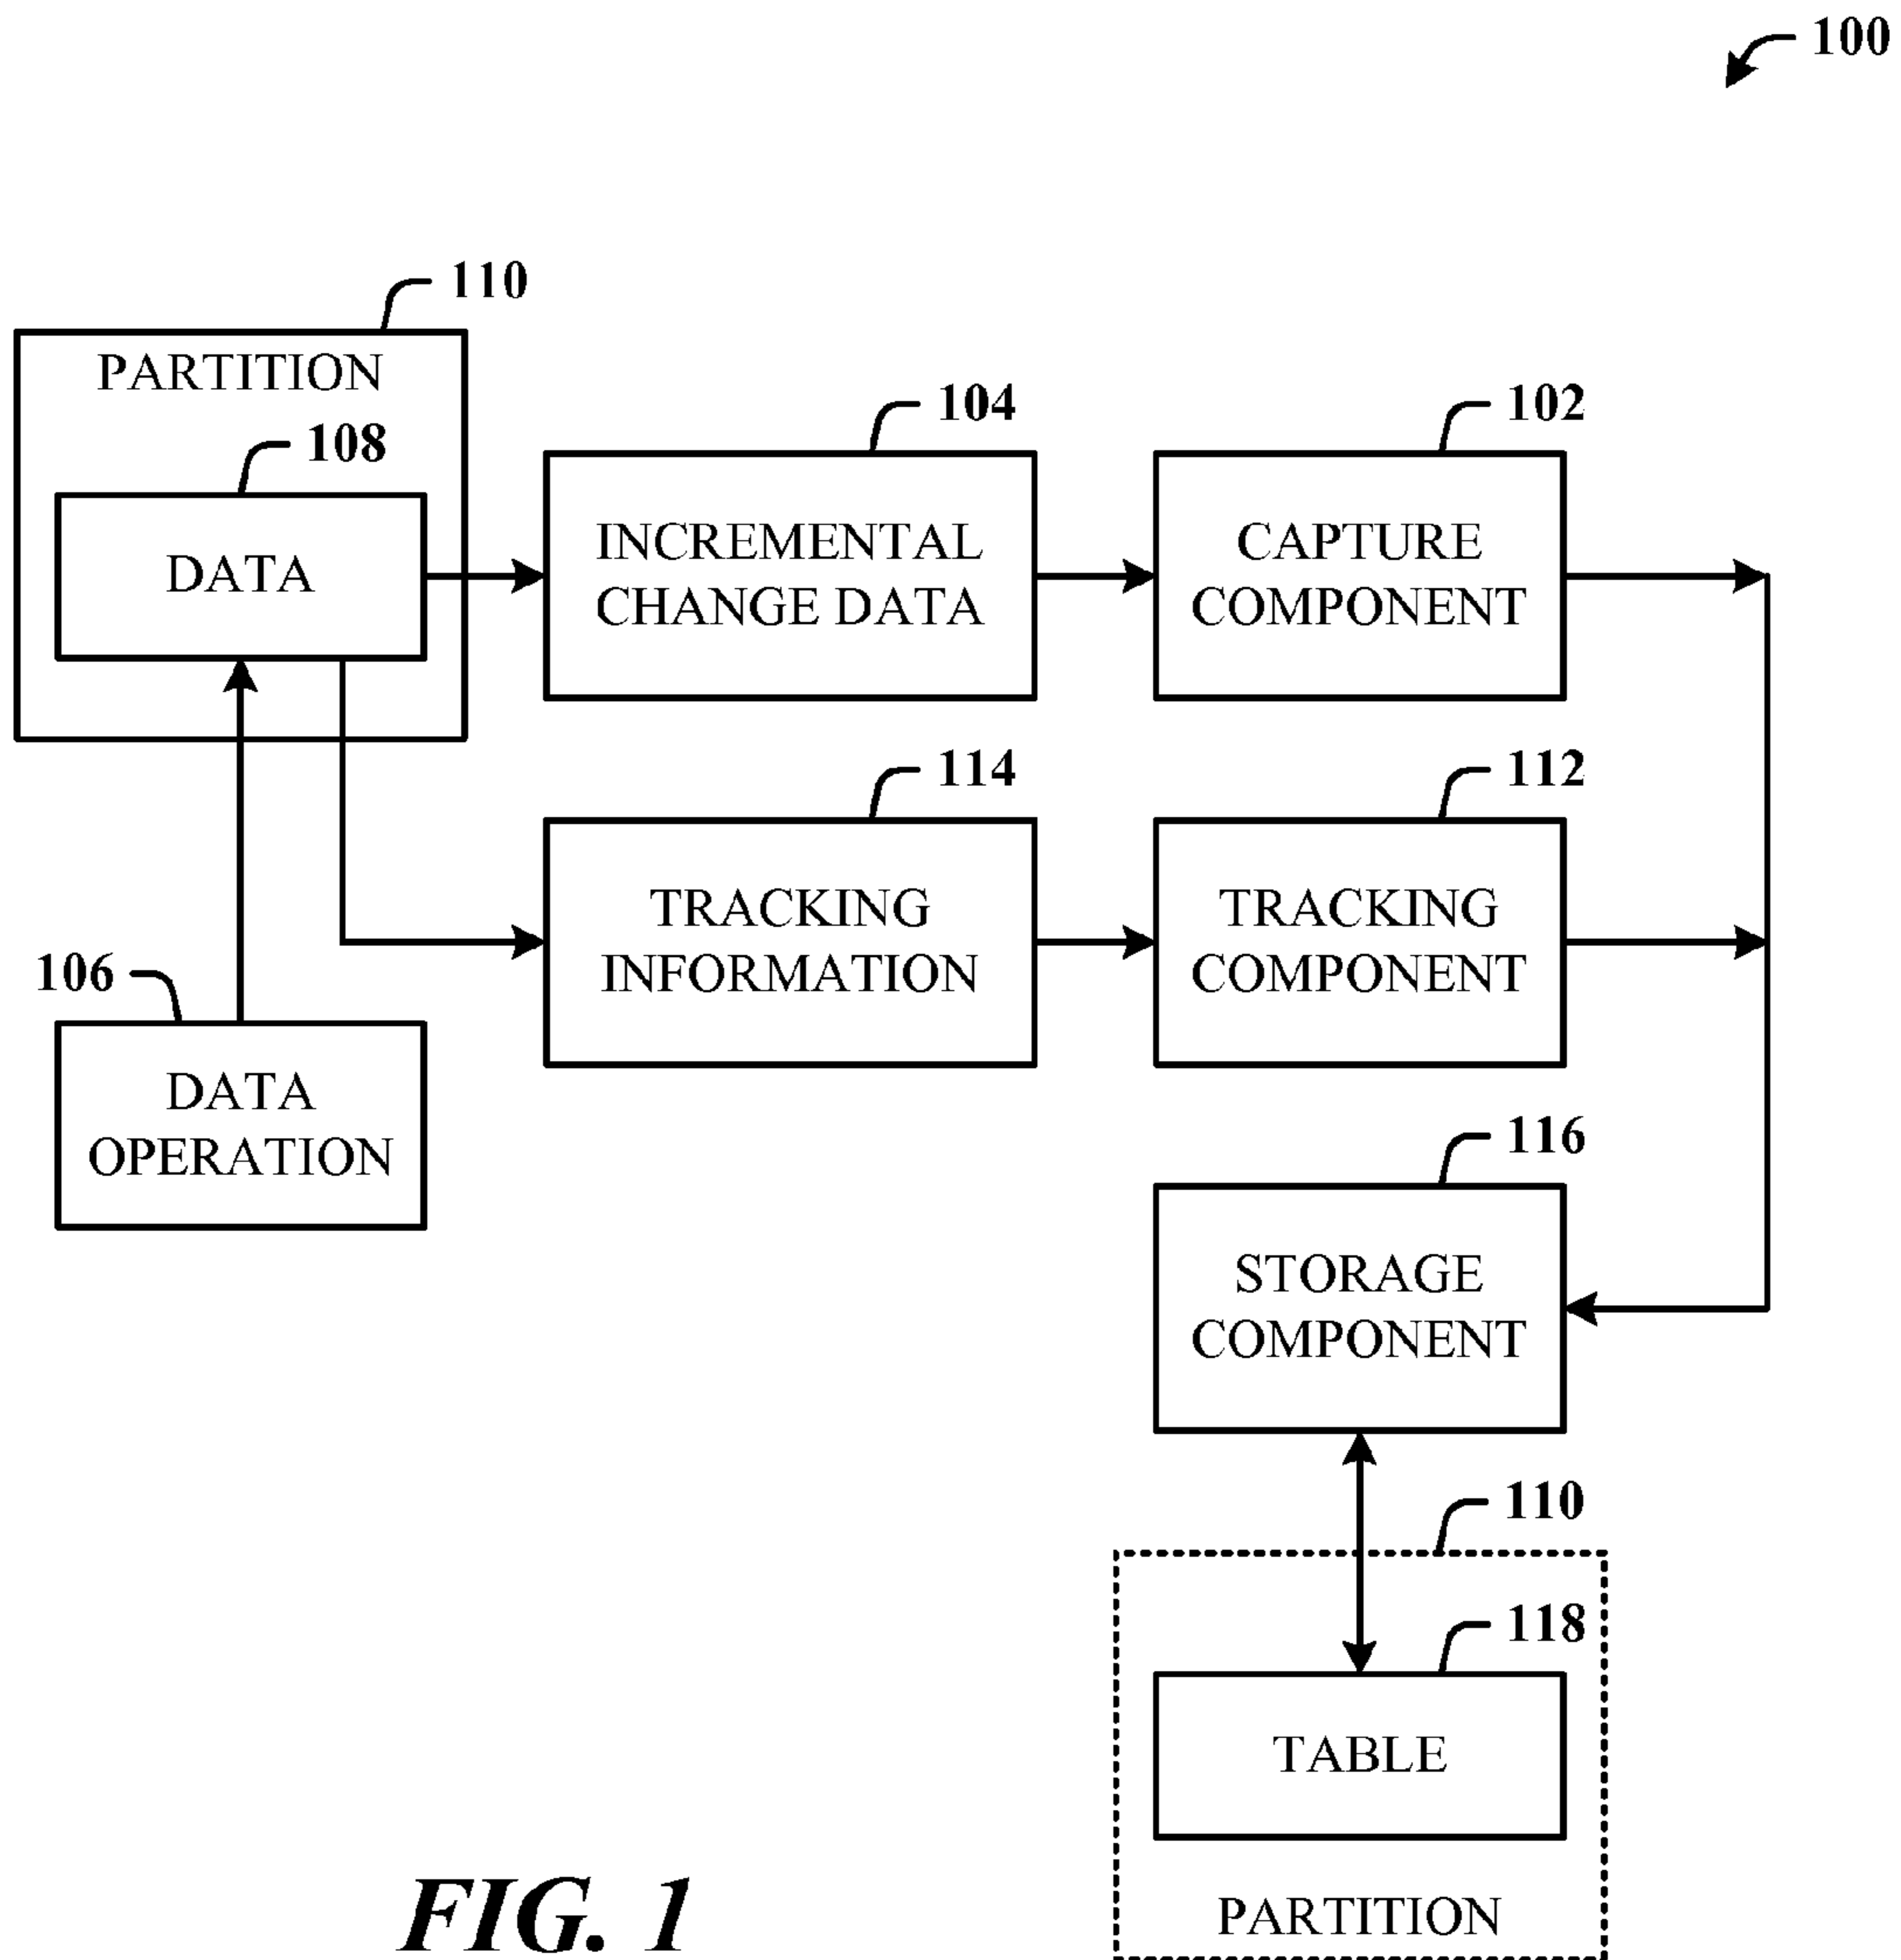 100
110
PARTITION
108
DATA
104
INCREMENTAL
CHANGE DATA
102
CAPTURE
COMPONENT
114
TRACKING
INFORMATION
112
TRACKING
COMPONENT
106
DATA
OPERATION
116
STORAGE
COMPONENT
110
118
TABLE
PARTITION
FIG. 1